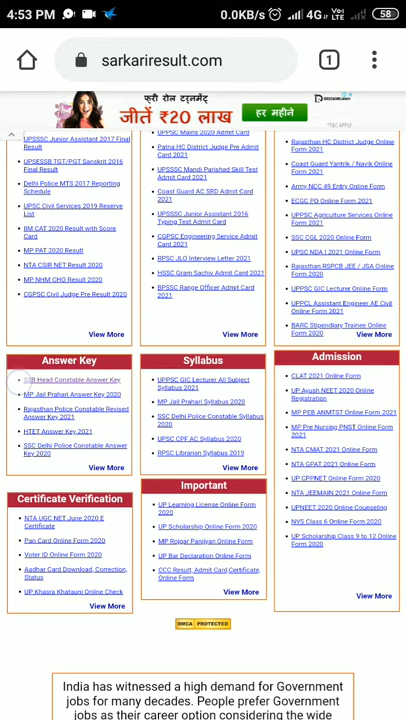 4:53 PM
0.0KB/s
4G
Vo
LTE
58
sarkariresult.com
1
फ्री रोल टूर्नामेंट
जीतें ₹20 लाख
हर महीने
DECCANRUMMY
*T&C APPLY
UPSSSC Junior Assistant 2017 Final
Result
UPSESSB TGT/PGT Sanskrit 2016
Final Result
Delhi Police MTS 2017 Reporting
Schedule
UPSC Civil Services 2019 Reserve
List
IIM CAT 2020 Result with Score
Card
MP PAT 2020 Result
NTA CSIR NET Result 2020
MP NHM CHO Result 2020
CGPSC Civil Judge Pre Result 2020
View More
UPPSC Mains 2020 Admit Card
Patna HC District Judge Pre Admit
Card 2021
UPSSSC Mandi Parishad Skill Test
Admit Card 2021
Coast Guard AC SRD Admit Card
2021
UPSSSC Junior Assistant 2016
Typing Test Admit Card
CGPSC Engineering Service Admit
Card 2021
RPSC JLO Interview Letter 2021
HSSC Gram Sachiv Admit Card 2021
BPSSC Range Officer Admit Card
2021
View More
Rajasthan HC District Judge Online
Form 2021
Coast Guard Yantrik / Navik Online
Form 2021
Army NCC 49 Entry Online Form
ECGC PO Online Form 2021
UPPSC Agriculture Services Online
Form 2021
SSC CGL 2020 Online Form
UPSC NDA I 2021 Online Form
Rajasthan RSPCB JEE / JSA Online
Form 2020
UPPSC GIC Lecturer Online Form
UPPCL Assistant Engineer AE Civil
Online Form 2021
BARC Stipendiary Trainee Online
Form 2020
View More
Answer Key
SSB Head Constable Answer Key
MP Jail Prahari Answer Key 2020
Rajasthan Police Constable Revised
Answer Key 2021
HTET Answer Key 2021
SSC Delhi Police Constable Answer
Key 2020
View More
Syllabus
UPPSC GIC Lecturer All Subject
Syllabus 2021
MP Jail Prahari Syllabus 2020
SSC Delhi Police Constable Syllabus
2020
UPSC CPF AC Syllabus 2020
RPSC Librarian Syllabus 2019
View More
Admission
CLAT 2021 Online Form
UP Ayush NEET 2020 Online
Registration
MP PEB ANMTST Online Form 2021
MP Pre Nursing PNST Online Form
2021
NTA CMAT 2021 Online Form
NTA GPAT 2021 Online Form
UP CPPNET Online Form 2020
NTA JEEMAIN 2021 Online Form
UPNEET 2020 Online Counseling
NVS Class 6 Online Form 2020
UP Scholarship Class 9 to 12 Online
Form 2020
View More
Certificate Verification
NTA UGC NET June 2020 E
Certificate
Pan Card Online Form 2020
Voter ID Online Form 2020
Aadhar Card Download, Correction,
Status
UP Khasra Khatauni Online Check
View More
Important
UP Learning License Online Form
2020
UP Scholarship Online Form 2020
MP Rojgar Panjiyan Online Form
UP Bar Declaration Online Form
CCC Result, Admit Card,Certificate,
Online Form
View More
DMCA PROTECTED
India has witnessed a high demand for Government
jobs for many decades. People prefer Government
jobs as their career option considering the wide